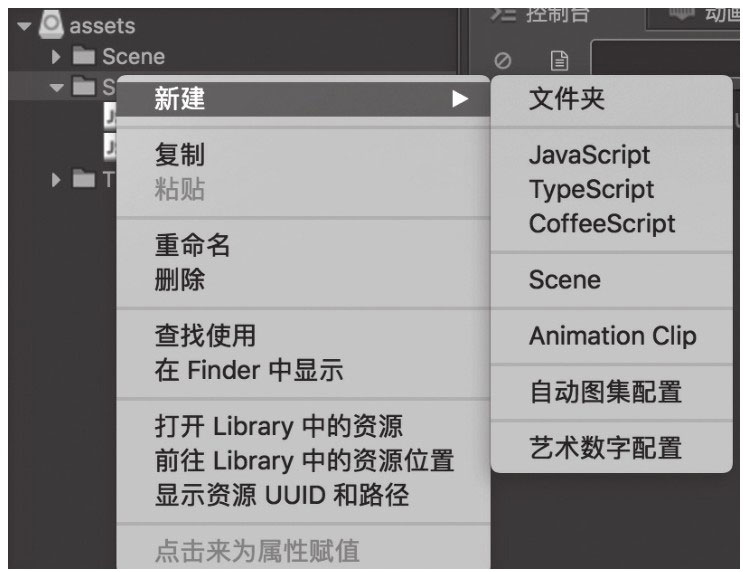 assets
控制台
Scene
新建
文件夹
复制
粘贴
JavaScript
TypeScript
CoffeeScript
重命名
删除
Scene
查找使用
在 Finder 中显示
Animation Clip
自动图集配置
打开 Library 中的资源
前往 Library 中的资源位置
显示资源 UUID 和路径
艺术数字配置
点击来为属性赋值